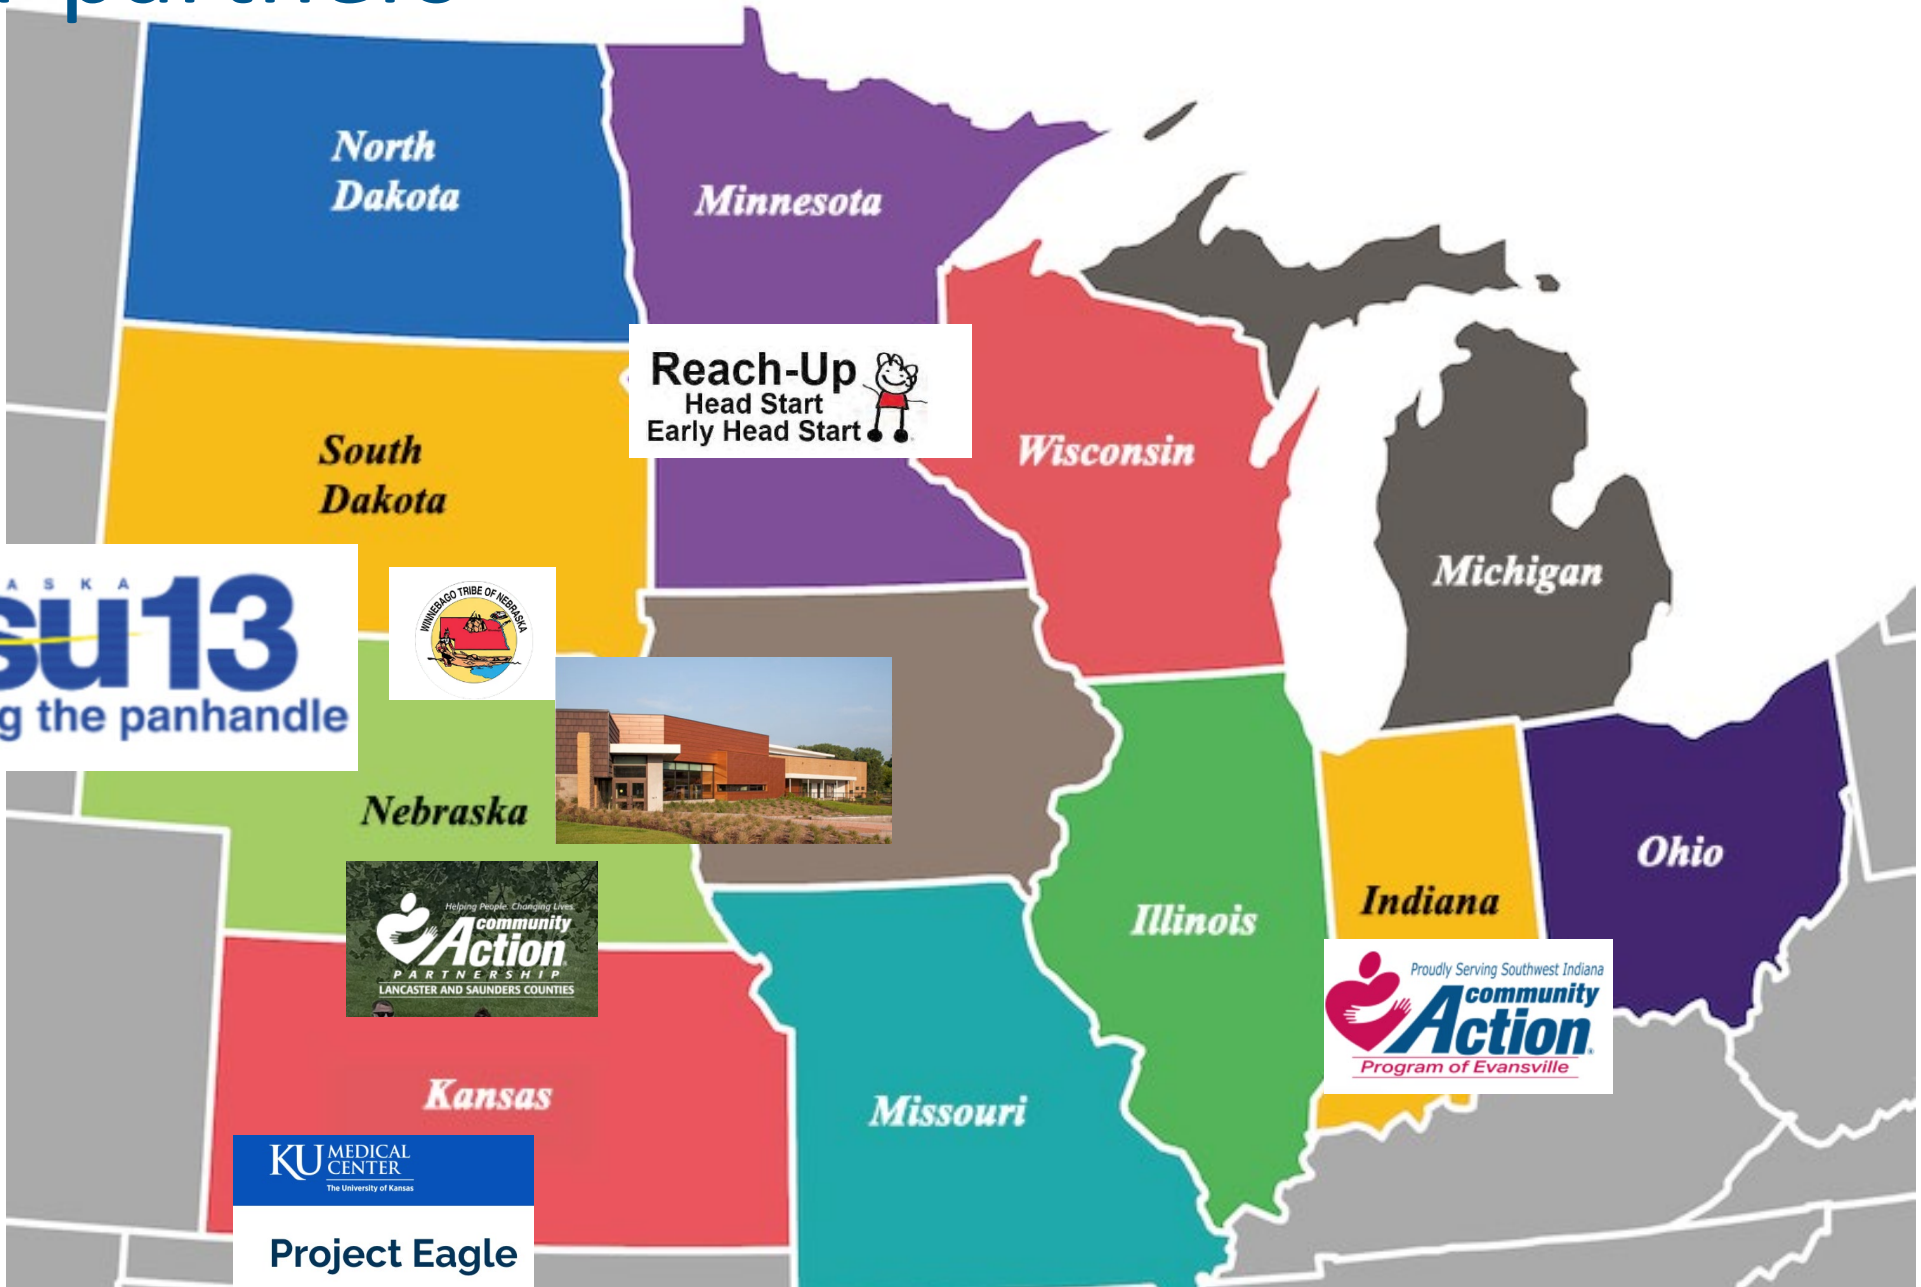 partners
North
Dakota
Minnesota
Reach-Up
Head Start
Early Head Start
Wisconsin
South
Dakota
Michigan
A S K A
su13
g the panhandle
WINNEBAGO TRIBE OF NEBRASKA
Nebraska
Ohio
Indiana
Illinois
Helping People. Changing Lives.
community
Action
PARTNERSHIP
LANCASTER AND SAUNDERS COUNTIES
Proudly Serving Southwest Indiana
community
Action
Program of Evansville
Kansas
Missouri
KU MEDICAL
CENTER
The University of Kansas
Project Eagle